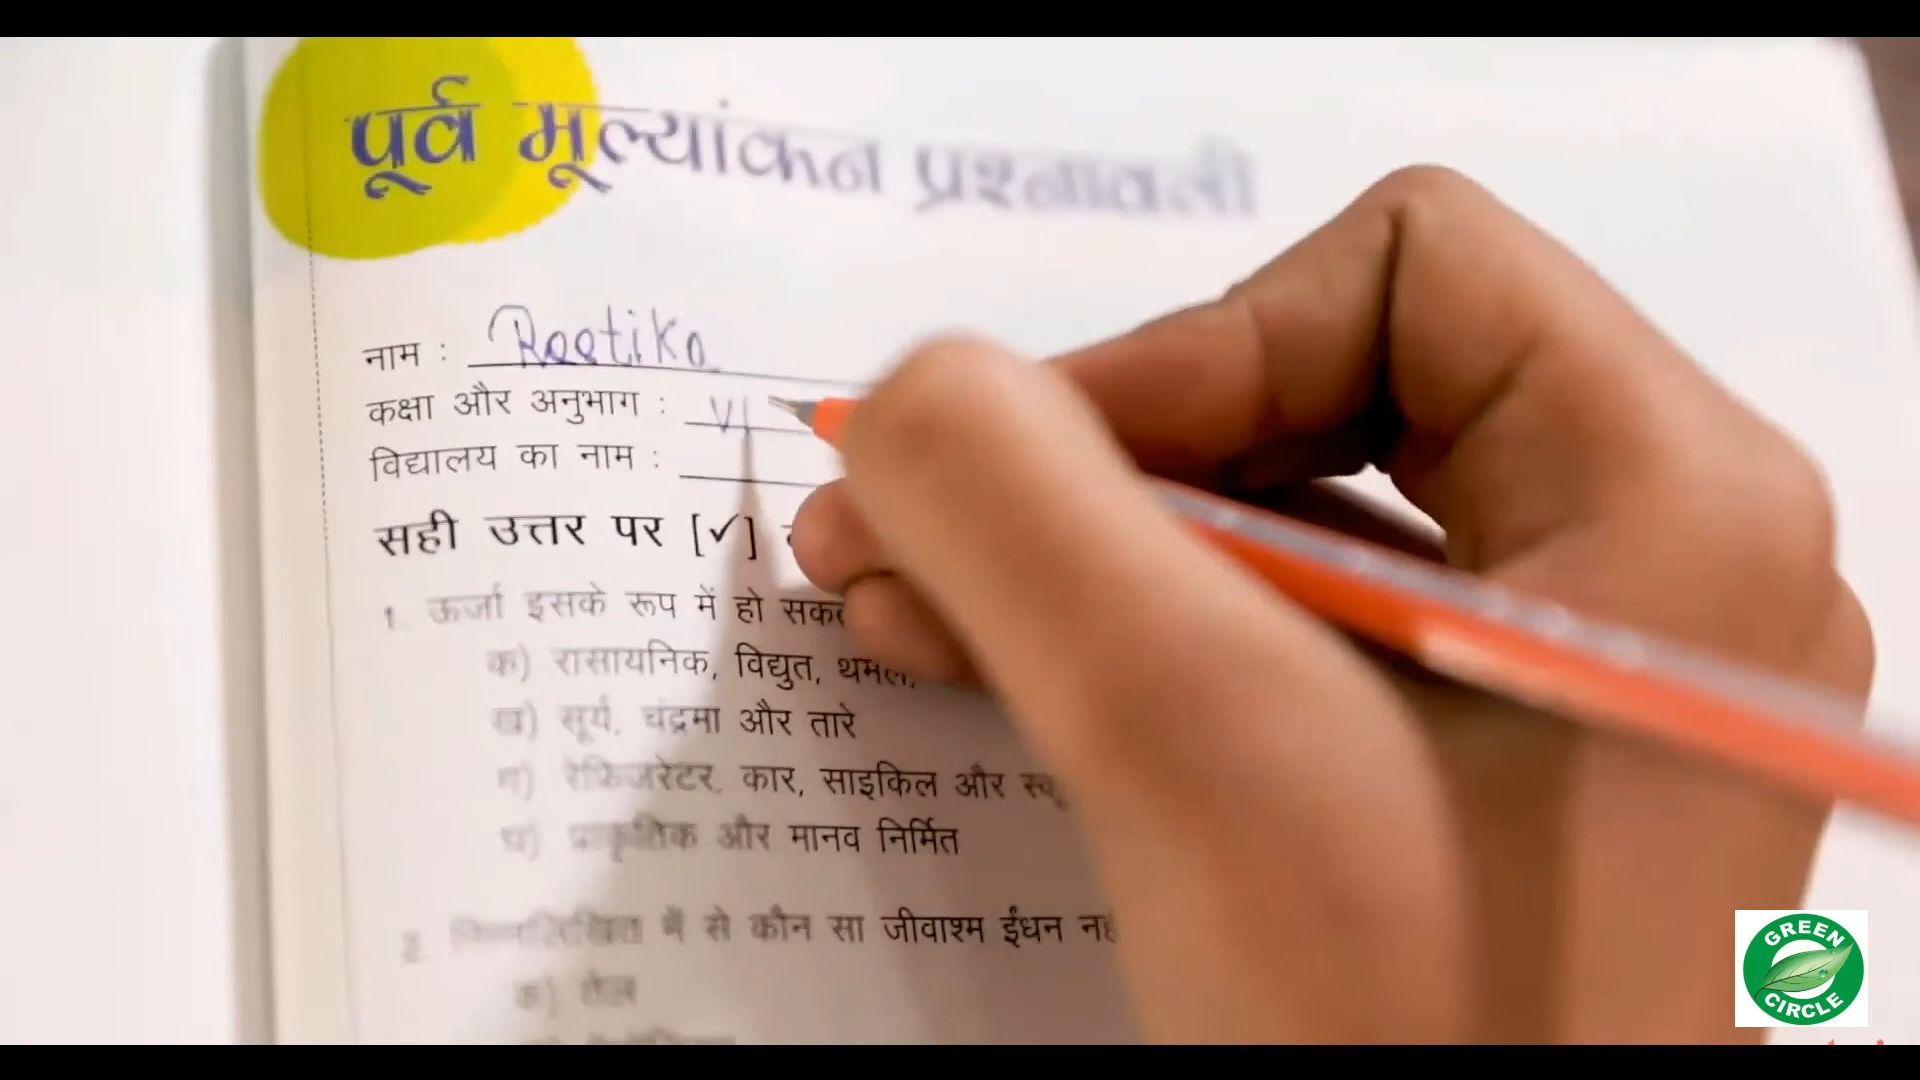 पूर्व मूल्यांकन प्रश्नावली
नाम : Reetika
कक्षा और अनुभाग : VI
विद्यालय का नाम :
सही उत्तर पर [✓]
1. ऊर्जा इसके रूप में हो सकत
क) रासायनिक, विद्युत, थर्मल,
ख) सूर्य, चंद्रमा और तारे
ग) रेफ्रिजरेटर, कार, साइकिल और
घ) प्राकृतिक और मानव निर्मित
2. निम्नलिखित में से कौन सा जीवाश्म ईंधन नही
क) तेल
GREEN
CIRCLE